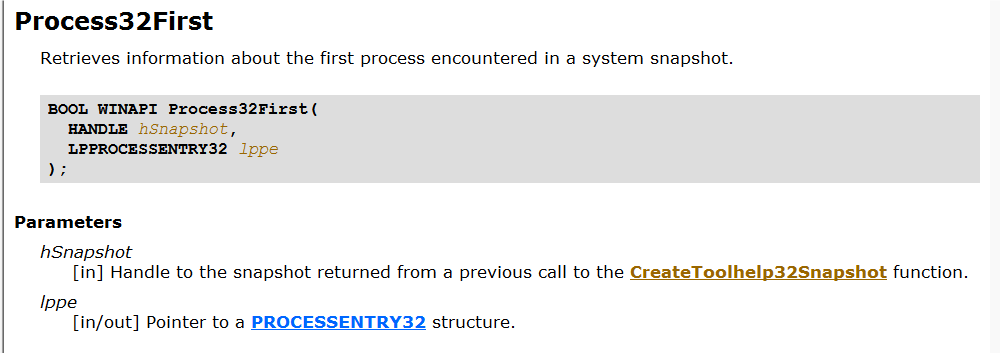 Process32First
Retrieves information about the first process encountered in a system snapshot.
BOOL WINAPI Process32First(
HANDLE hSnapshot,
LPPROCESSENTRY32 lppe
);
Parameters
hSnapshot
[in] Handle to the snapshot returned from a previous call to the CreateToolhelp32Snapshot function.
lppe
[in/out] Pointer to a PROCESSENTRY32 structure.